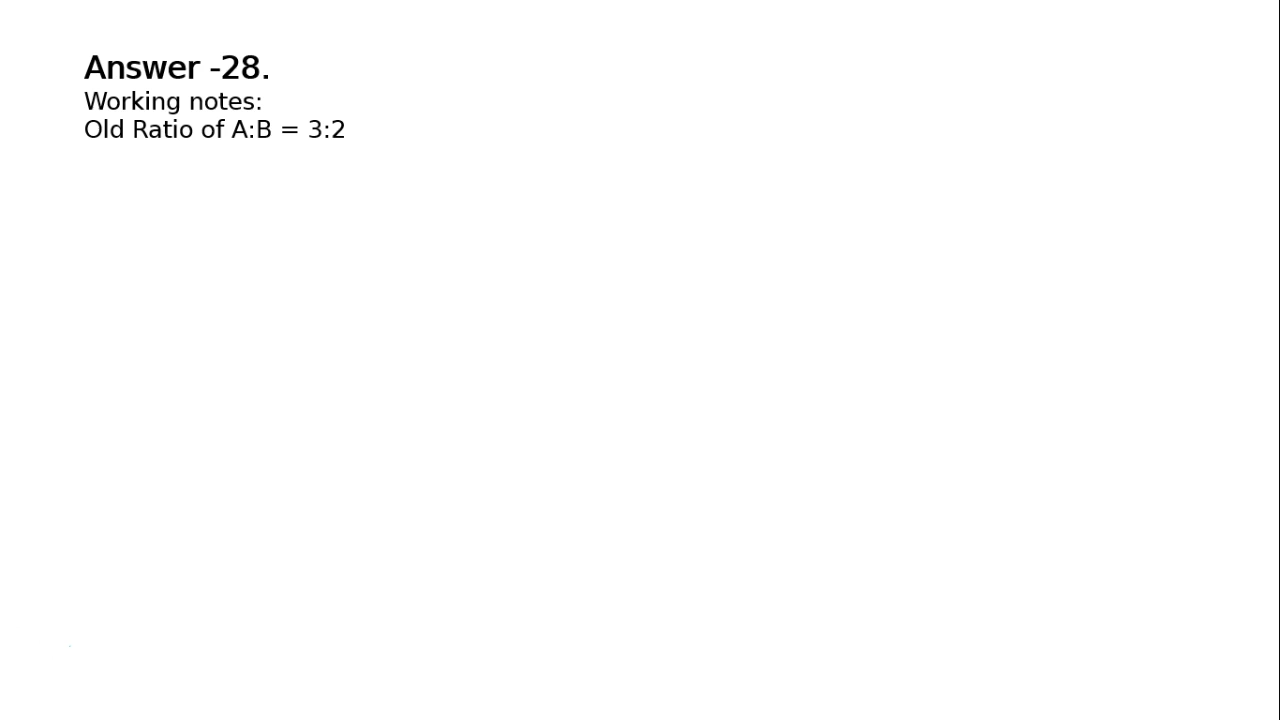 Answer -28.
Working notes:
Old Ratio of A:B = 3:2